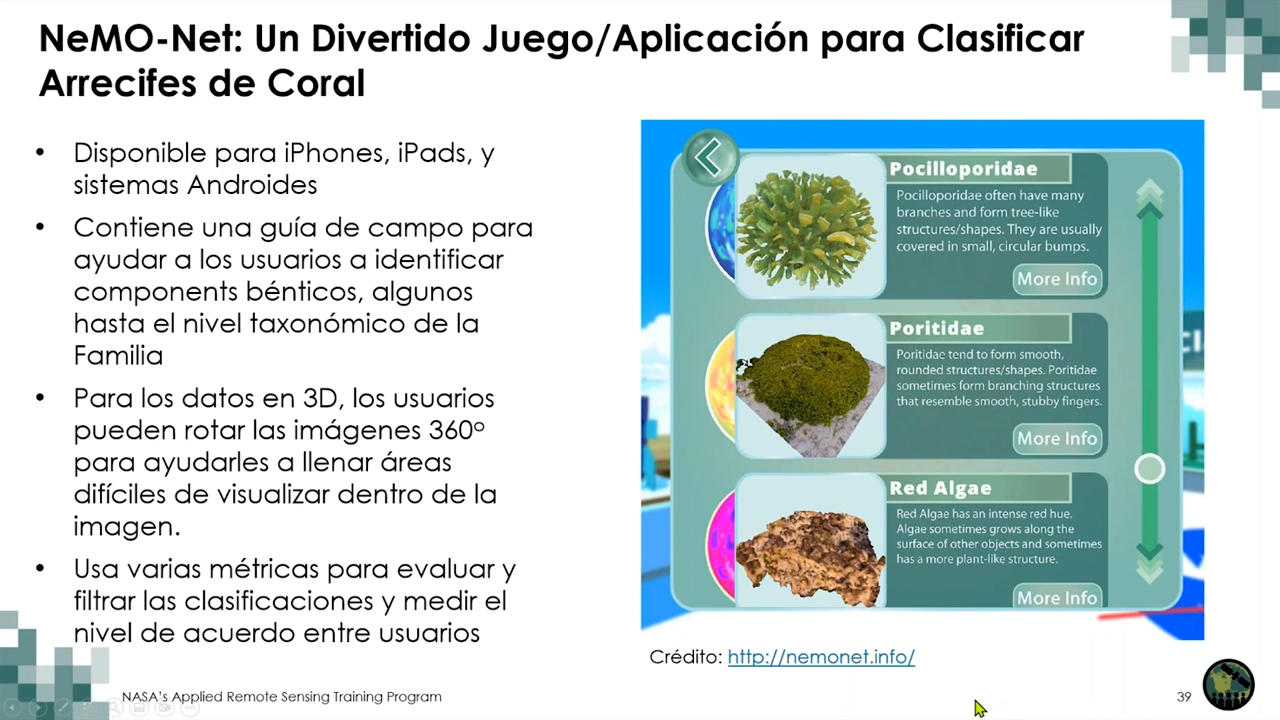 NeMO-Net: Un Divertido Juego/Aplicación para Clasificar
Arrecifes de Coral
• Disponible para iPhones, iPads, y
sistemas Androides
• Contiene una guía de campo para
ayudar a los usuarios a identificar
components bénticos, algunos
hasta el nivel taxonómico de la
Familia
• Para los datos en 3D, los usuarios
pueden rotar las imágenes 360º
para ayudarles a llenar áreas
difíciles de visualizar dentro de la
imagen.
• Usa varias métricas para evaluar y
filtrar las clasificaciones y medir el
nivel de acuerdo entre usuarios
Pocilloporidae
Pocilloporidae often have many
branches and form tree-like
structures/shapes. They are usually
covered in small, circular bumps.
More Info
Poritidae
Poritidae tend to form smooth,
rounded structures/shapes. Poritidae
sometimes form branching structures
that resemble smooth, stubby fingers.
More Info
Red Algae
Red Algae has an intense red hue.
Algae sometimes grows along the
surface of other objects and sometimes
has a more plant-like structure.
More Info
Crédito: http://nemonet.info/
NASA's Applied Remote Sensing Training Program
39